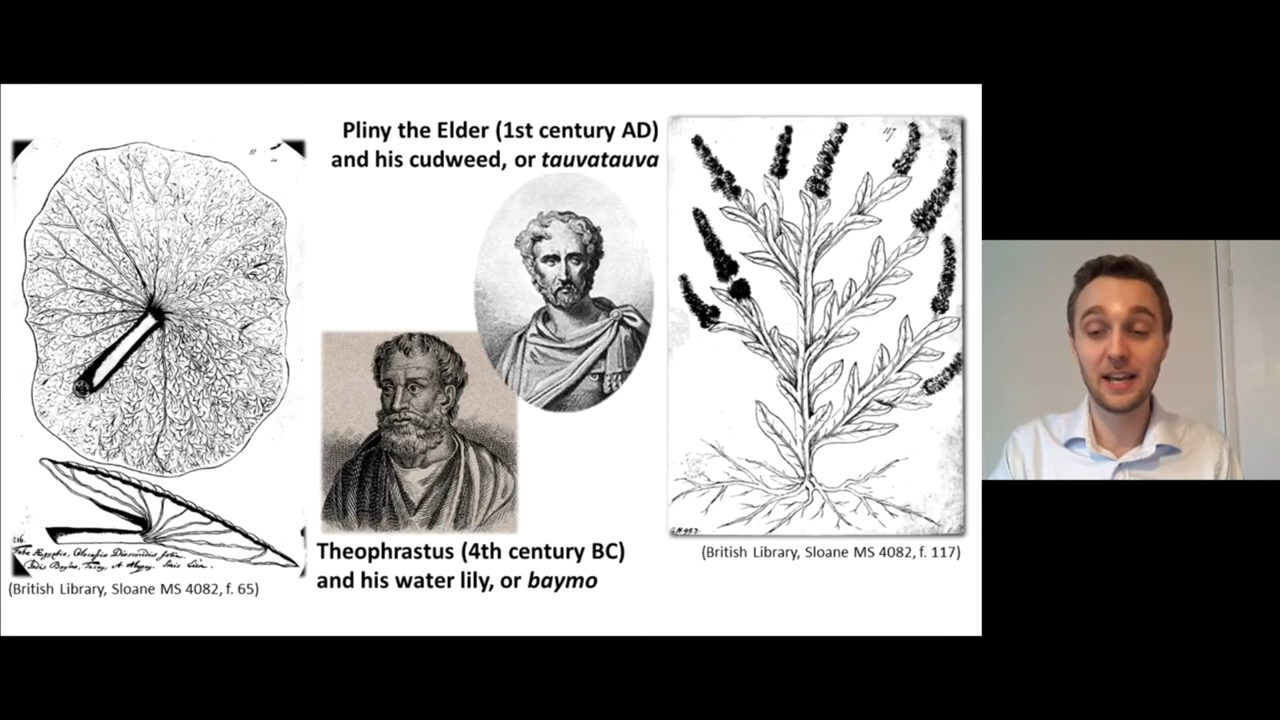 Pliny the Elder (1st century AD)
and his cudweed, or tauvatauva
Theophrastus (4th century BC)
and his water lily, or baymo
(British Library, Sloane MS 4082, f. 65)
(British Library, Sloane MS 4082, f. 117)
117